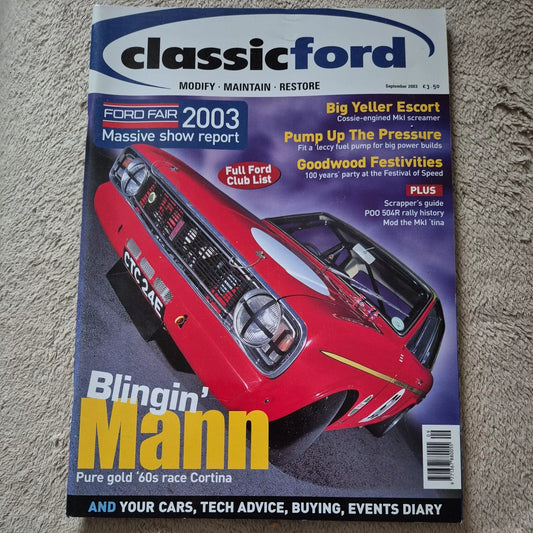 classicford
MODIFY · MAINTAIN · RESTORE
September 2003 £3.50
FORD FAIR 2003
Massive show report
Big Yeller Escort
Cossie-engined MkI screamer
Pump Up The Pressure
Fit a 'leccy fuel pump for big power builds
Goodwood Festivities
100 years' party at the Festival of Speed
Full Ford
Club List
PLUS
Scrapper's guide
POO 504R rally history
Mod the MkI 'tina
CTC 24E
Blingin'
Mann
Pure gold '60s race Cortina
AND YOUR CARS, TECH ADVICE, BUYING, EVENTS DIARY